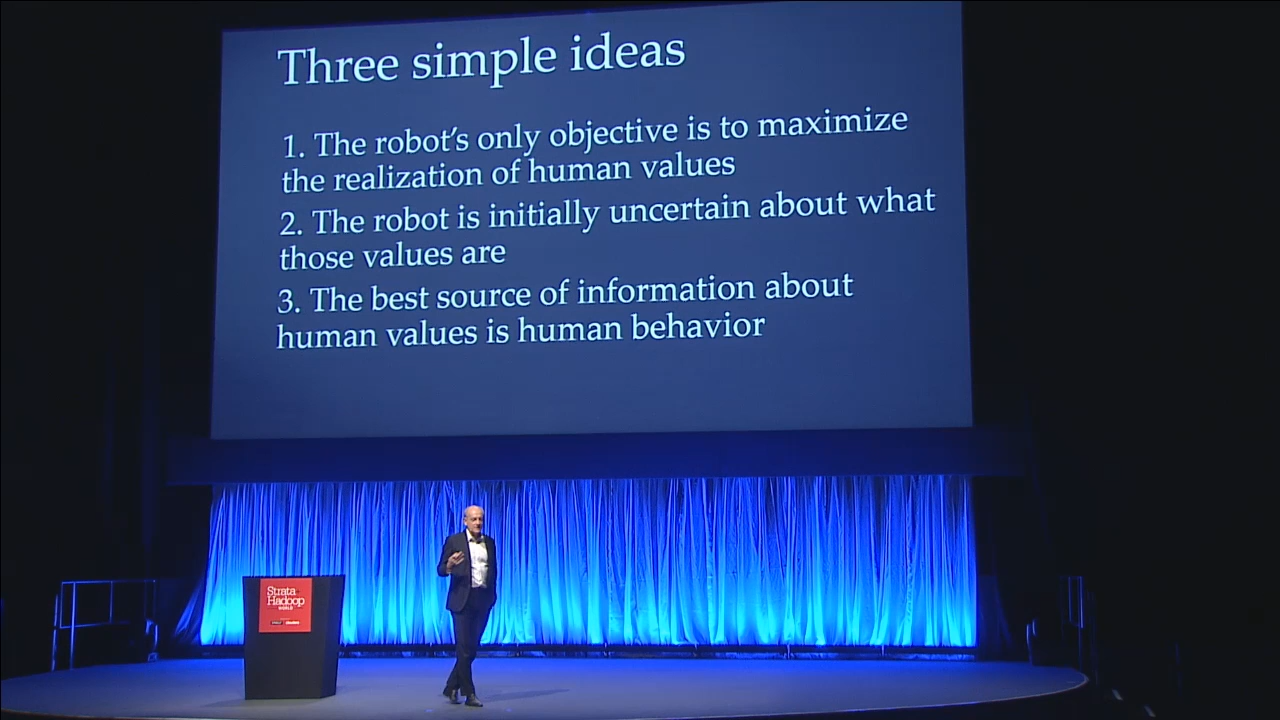 Three simple ideas
1. The robot's only objective is to maximize
the realization of human values
2. The robot is initially uncertain about what
those values are
3. The best source of information about
human values is human behavior
Strata
Hadoop
WORLD